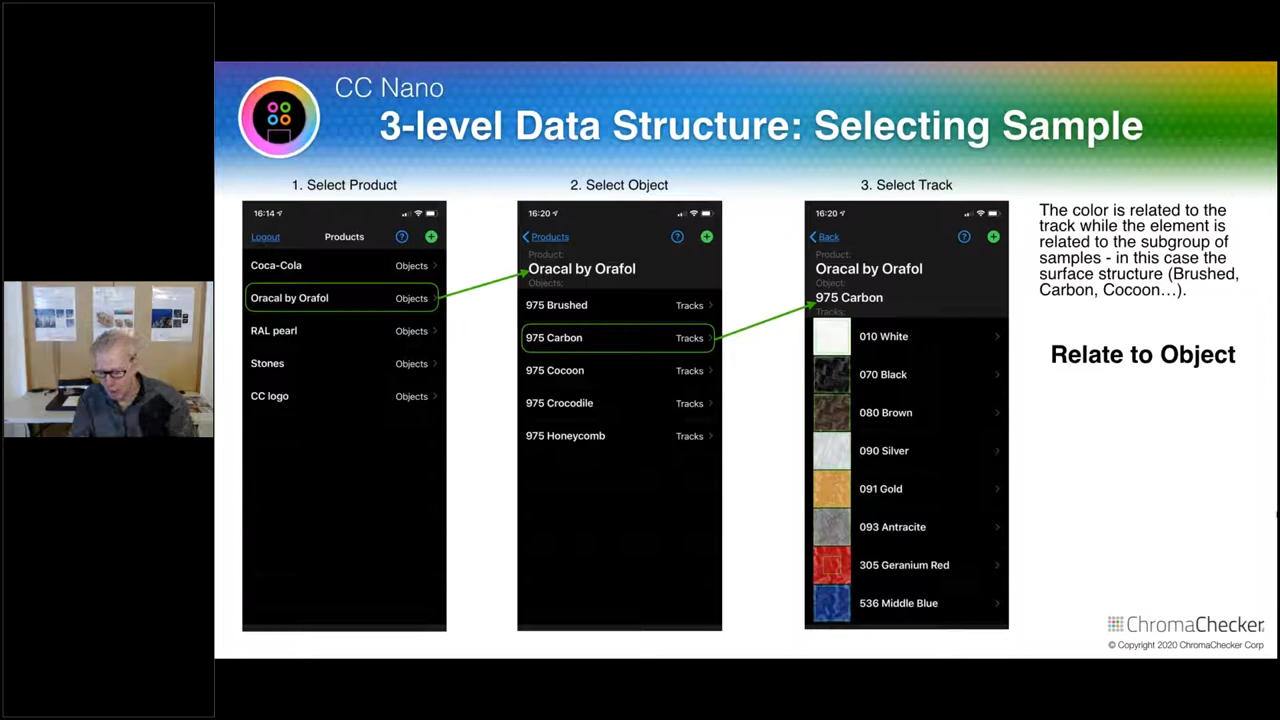 CC Nano
3-level Data Structure: Selecting Sample
1. Select Product
16:14
Logout
Products
?
Coca-Cola
Objects
Oracal by Orafol
Objects
RAL pearl
Objects
Stones
Objects
CC logo
Objects
2. Select Object
16:20
Products
?
Product:
Oracal by Orafol
Objects:
975 Brushed
Tracks
975 Carbon
Tracks
975 Cocoon
Tracks
975 Crocodile
Tracks
975 Honeycomb
Tracks
3. Select Track
16:20
Back
?
Product:
Oracal by Orafol
Object:
975 Carbon
Tracks:
010 White
070 Black
080 Brown
090 Silver
091 Gold
093 Antracite
305 Geranium Red
536 Middle Blue
The color is related to the
track while the element is
related to the subgroup of
samples - in this case the
surface structure (Brushed,
Carbon, Cocoon…).
Relate to Object
ChromaChecker
© Copyright 2020 ChromaChecker Corp